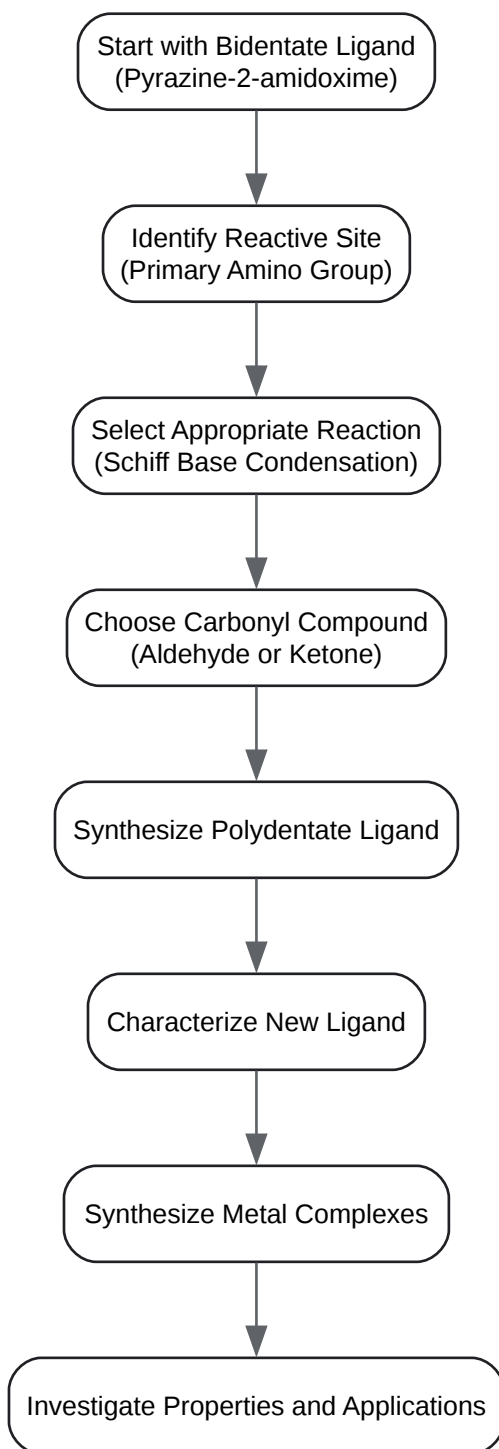 Start with Bidentate Ligand
(Pyrazine-2-amidoxime)
Identify Reactive Site
(Primary Amino Group)
Select Appropriate Reaction
(Schiff Base Condensation)
Choose Carbonyl Compound
(Aldehyde or Ketone)
Synthesize Polydentate Ligand
Characterize New Ligand
Synthesize Metal Complexes
Investigate Properties and Applications